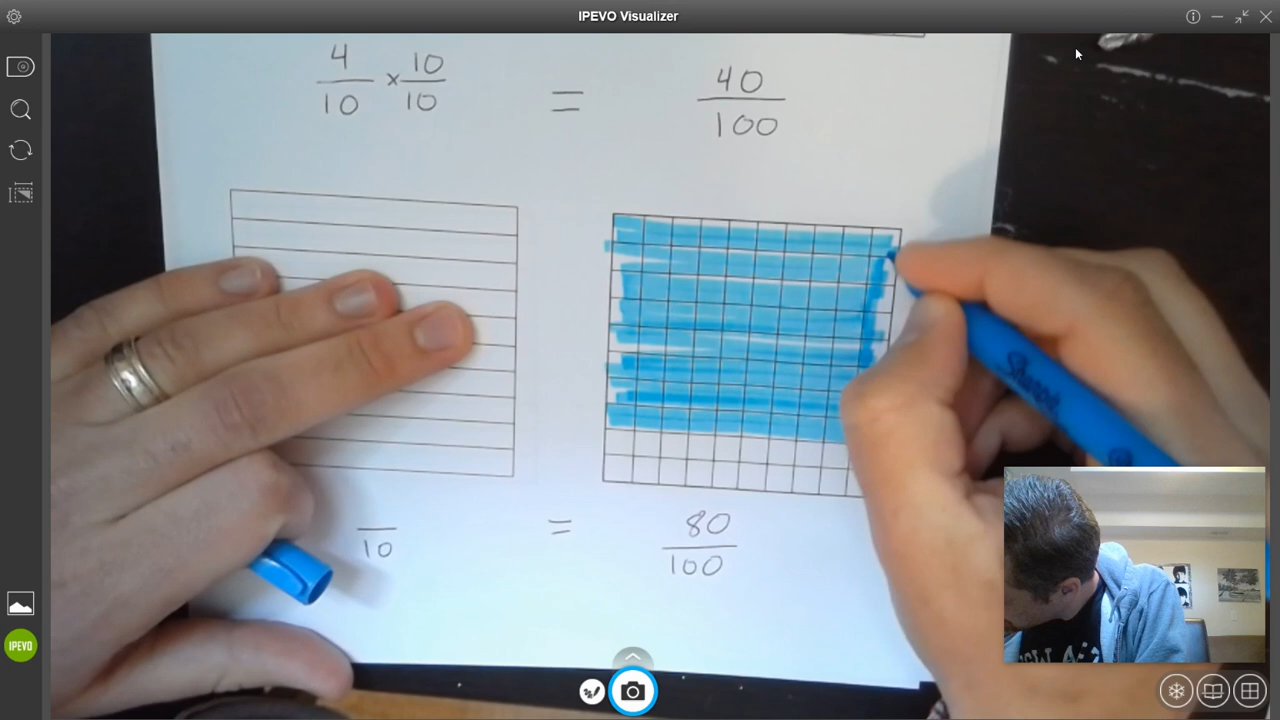 IPEVO Visualizer
4/10 × 10/10 = 40/100
Sharpie
/10 = 80/100
IPEVO